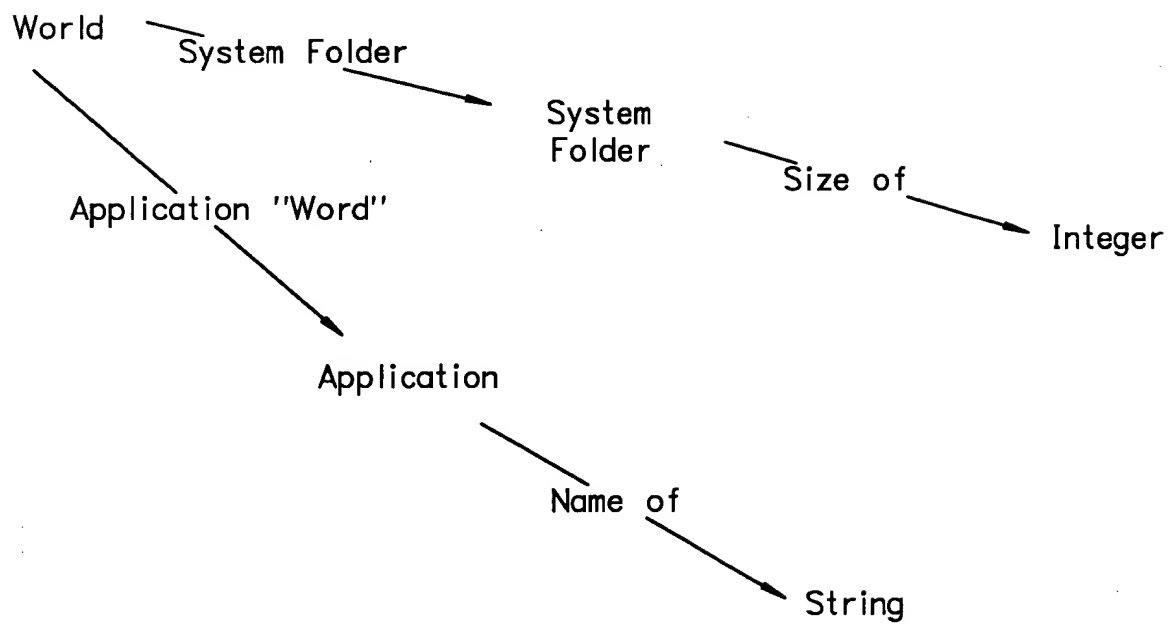 World
System Folder
System
Folder
Size of
Integer
Application "Word"
Application
Name of
String